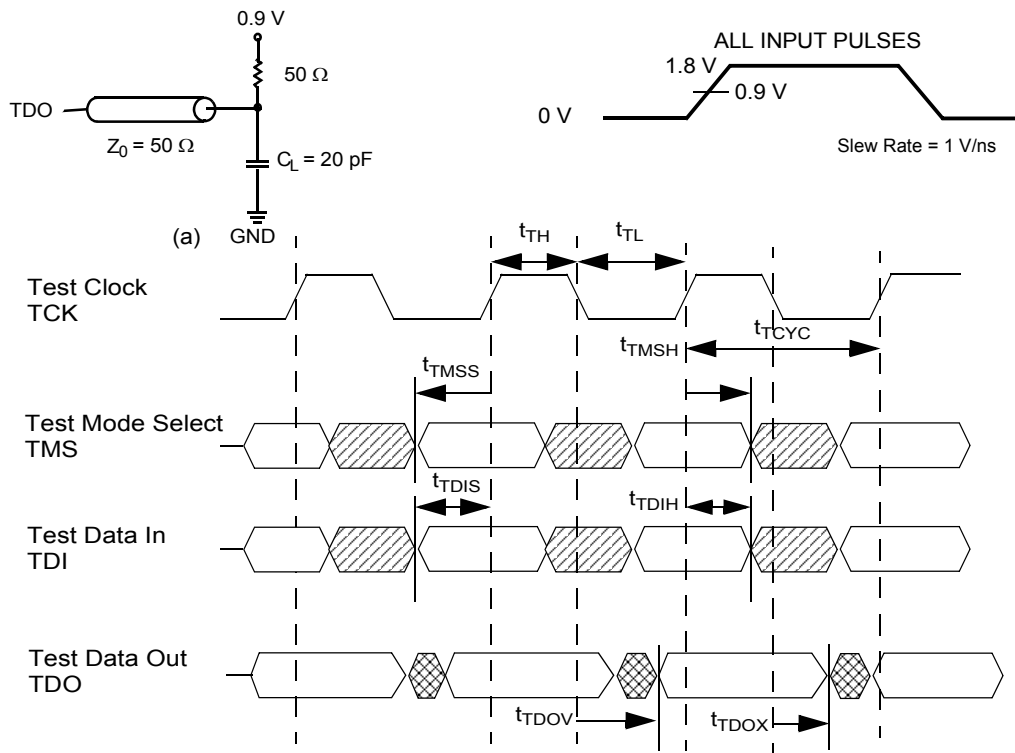 0.9 V
50 Ω
TDO
Z0 = 50 Ω
CL = 20 pF
(a)
GND
ALL INPUT PULSES
1.8 V
0.9 V
0 V
Slew Rate = 1 V/ns
tTH
tTL
Test Clock
TCK
tTMSH
tTCYC
tTMSS
Test Mode Select
TMS
tTDIS
tTDIH
Test Data In
TDI
Test Data Out
TDO
tTDOV
tTDOX